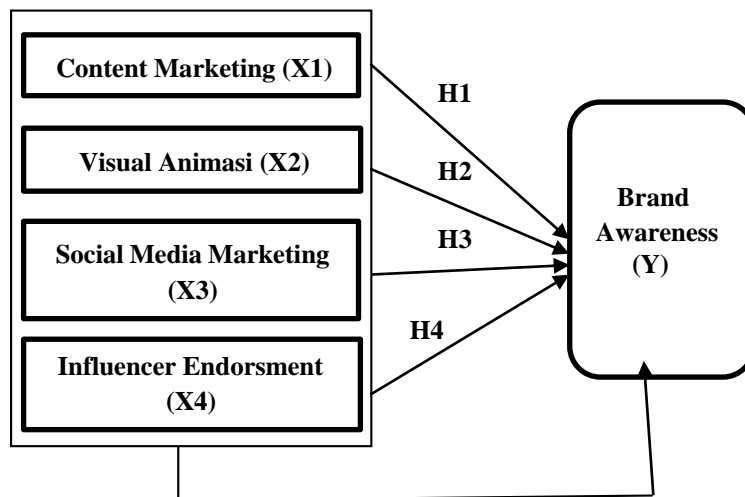 Content Marketing (X1)
Visual Animasi (X2)
Social Media Marketing
(X3)
Influencer Endorsment
(X4)
H1
H2
H3
H4
Brand
Awareness
(Y)